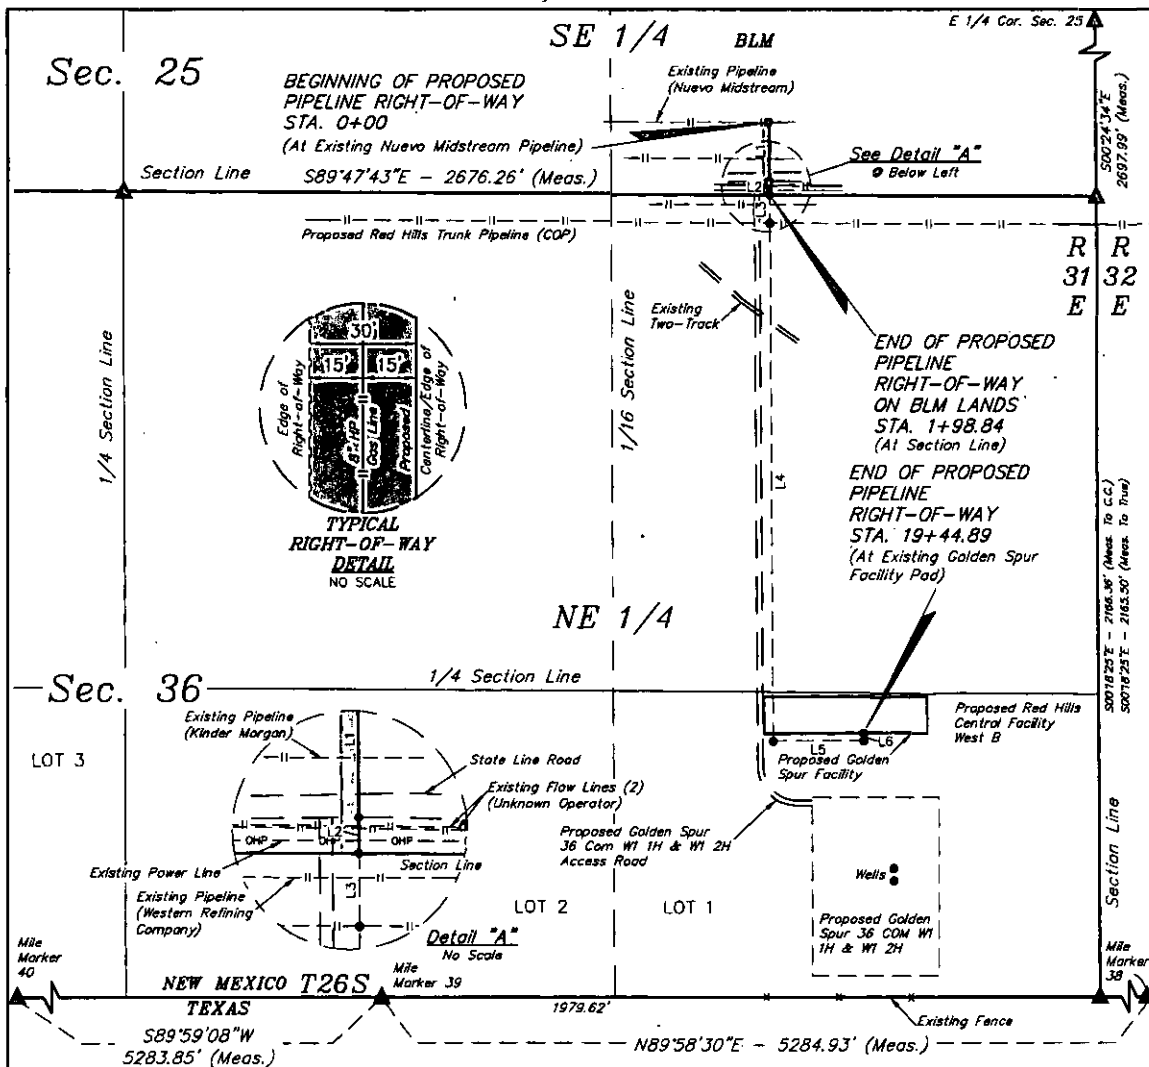 SE 1/4
BLM
E 1/4 Cor. Sec. 25
Sec. 25
BEGINNING OF PROPOSED
PIPELINE RIGHT-OF-WAY
STA. 0+00
(At Existing Nuevo Midstream Pipeline)
Existing Pipeline
(Nuevo Midstream)
See Detail "A"
@ Below Left
S00°24'34"E
2697.99' (Meas.)
Section Line
S89°47'43"E - 2676.26' (Meas.)
L2
L3
Proposed Red Hills Trunk Pipeline (COP)
R R
31 32
E E
Existing
Two-Track
1/4 Section Line
1/16 Section Line
30'
15' 15'
Edge of
Right-of-Way
8" HP
Gas Line
Proposed
Centerline/Edge of
Right-of-Way
TYPICAL
RIGHT-OF-WAY
DETAIL
NO SCALE
END OF PROPOSED
PIPELINE
RIGHT-OF-WAY
ON BLM LANDS
STA. 1+98.84
(At Section Line)
L4
END OF PROPOSED
PIPELINE
RIGHT-OF-WAY
STA. 19+44.89
(At Existing Golden Spur
Facility Pad)
S00°18'25"E - 2166.36' (Meas. To C.C.)
S00°18'25"E - 2165.50' (Meas. To True)
NE 1/4
Sec. 36
1/4 Section Line
LOT 3
Existing Pipeline
(Kinder Morgan)
L1
State Line Road
Existing Flow Lines (2)
(Unknown Operator)
L2
OHP OHP OHP
Section Line
Existing Power Line
L3
Existing Pipeline
(Western Refining
Company)
Detail "A"
No Scale
LOT 2
LOT 1
L5
L6
Proposed Red Hills
Central Facility
West B
Proposed Golden
Spur Facility
Proposed Golden Spur
36 Com W1 1H & W1 2H
Access Road
Wells
Proposed Golden
Spur 36 COM W1
1H & W1 2H
Section Line
Mile
Marker
40
NEW MEXICO T26S
TEXAS
Mile
Marker 39
1979.62'
Mile
Marker
38
Existing Fence
S89°59'08"W
5283.85' (Meas.)
N89°58'30"E - 5284.93' (Meas.)